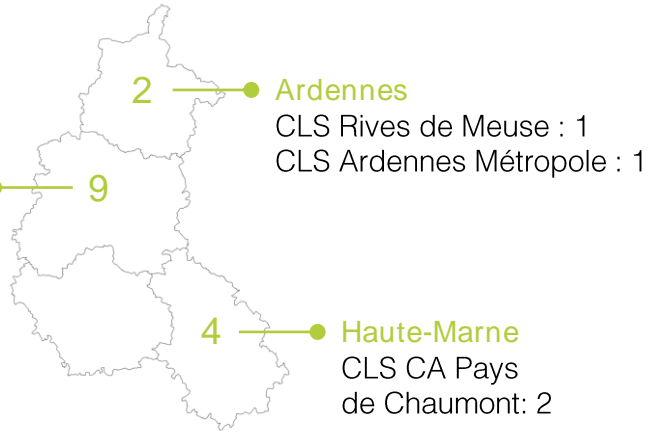 2
Ardennes
CLS Rives de Meuse : 1
CLS Ardennes Métropole : 1
9
4
Haute-Marne
CLS CA Pays
de Chaumont: 2